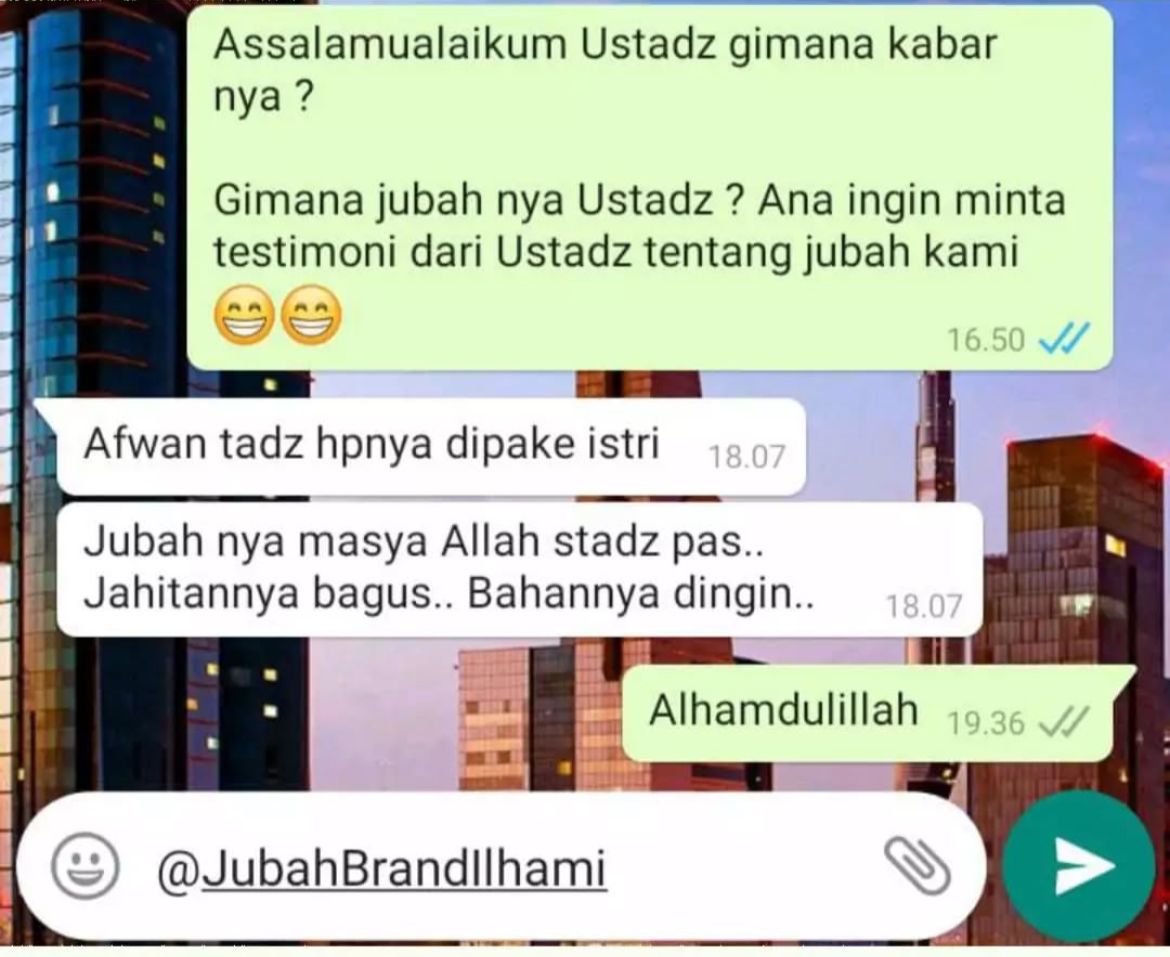 Assalamualaikum Ustadz gimana kabar
nya ?
Gimana jubah nya Ustadz ? Ana ingin minta
testimoni dari Ustadz tentang jubah kami
😁😁
16.50
Afwan tadz hpnya dipake istri 18.07
Jubah nya masya Allah stadz pas..
Jahitannya bagus.. Bahannya dingin.. 18.07
Alhamdulillah 19.36
@JubahBrandIlhami